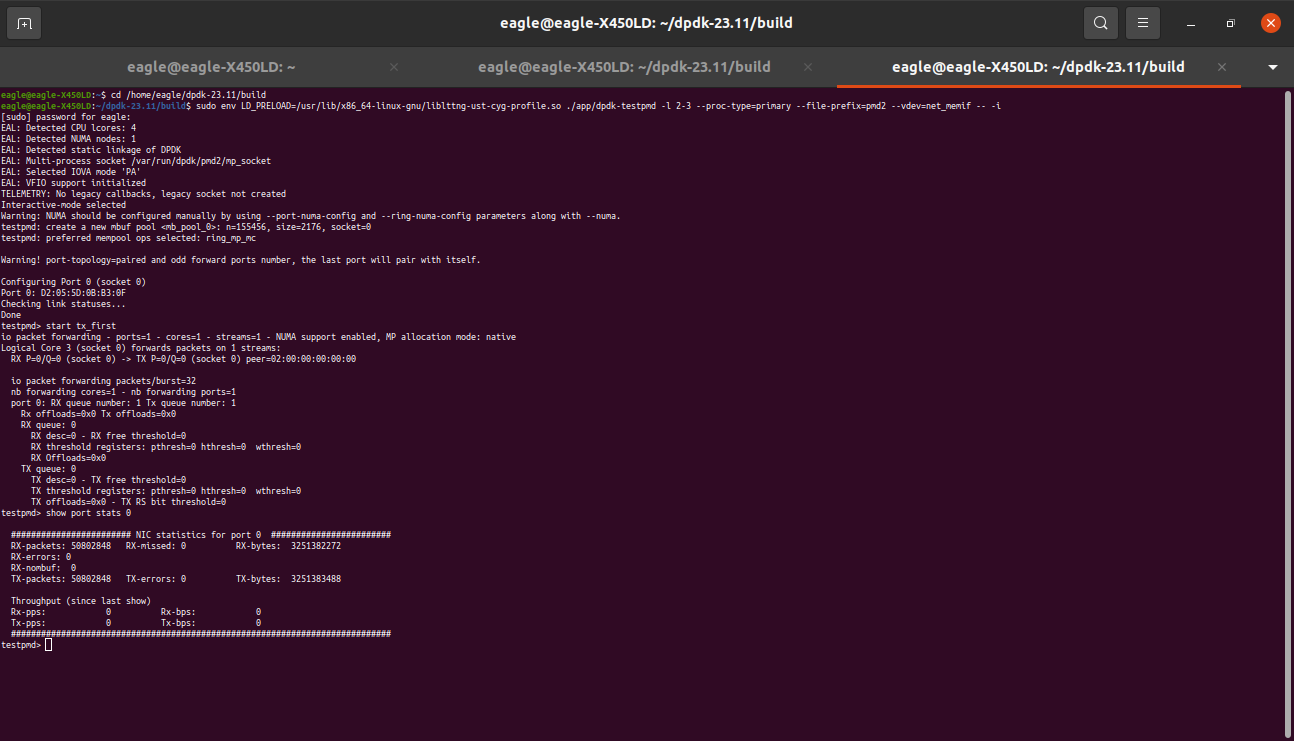 eagle@eagle-X450LD: ~/dpdk-23.11/build
eagle@eagle-X450LD: ~
eagle@eagle-X450LD: ~/dpdk-23.11/build
eagle@eagle-X450LD: ~/dpdk-23.11/build
eagle@eagle-X450LD:~$ cd /home/eagle/dpdk-23.11/build
eagle@eagle-X450LD:~/dpdk-23.11/build$ sudo env LD_PRELOAD=/usr/lib/x86_64-linux-gnu/liblttng-ust-cyg-profile.so ./app/dpdk-testpmd -l 2-3 --proc-type=primary --file-prefix=pmd2 --vdev=net_memif -- -i
[sudo] password for eagle:
EAL: Detected CPU lcores: 4
EAL: Detected NUMA nodes: 1
EAL: Detected static linkage of DPDK
EAL: Multi-process socket /var/run/dpdk/pmd2/mp_socket
EAL: Selected IOVA mode 'PA'
EAL: VFIO support initialized
TELEMETRY: No legacy callbacks, legacy socket not created
Interactive-mode selected
Warning: NUMA should be configured manually by using --port-numa-config and --ring-numa-config parameters along with --numa.
testpmd: create a new mbuf pool <mb_pool_0>: n=155456, size=2176, socket=0
testpmd: preferred mempool ops selected: ring_mp_mc
Warning! port-topology=paired and odd forward ports number, the last port will pair with itself.
Configuring Port 0 (socket 0)
Port 0: D2:05:5D:0B:B3:0F
Checking link statuses...
Done
testpmd> start tx_first
io packet forwarding - ports=1 - cores=1 - streams=1 - NUMA support enabled, MP allocation mode: native
Logical Core 3 (socket 0) forwards packets on 1 streams:
  RX P=0/Q=0 (socket 0) -> TX P=0/Q=0 (socket 0) peer=02:00:00:00:00:00
  io packet forwarding packets/burst=32
  nb forwarding cores=1 - nb forwarding ports=1
  port 0: RX queue number: 1 Tx queue number: 1
    Rx offloads=0x0 Tx offloads=0x0
    RX queue: 0
      RX desc=0 - RX free threshold=0
      RX threshold registers: pthresh=0 hthresh=0  wthresh=0
      RX Offloads=0x0
    TX queue: 0
      TX desc=0 - TX free threshold=0
      TX threshold registers: pthresh=0 hthresh=0  wthresh=0
      TX offloads=0x0 - TX RS bit threshold=0
testpmd> show port stats 0
  ######################## NIC statistics for port 0  ########################
  RX-packets: 50802848   RX-missed: 0          RX-bytes:  3251382272
  RX-errors: 0
  RX-nombuf:  0
  TX-packets: 50802848   TX-errors: 0          TX-bytes:  3251383488
  Throughput (since last show)
  Rx-pps:            0          Rx-bps:            0
  Tx-pps:            0          Tx-bps:            0
  ############################################################################
testpmd>